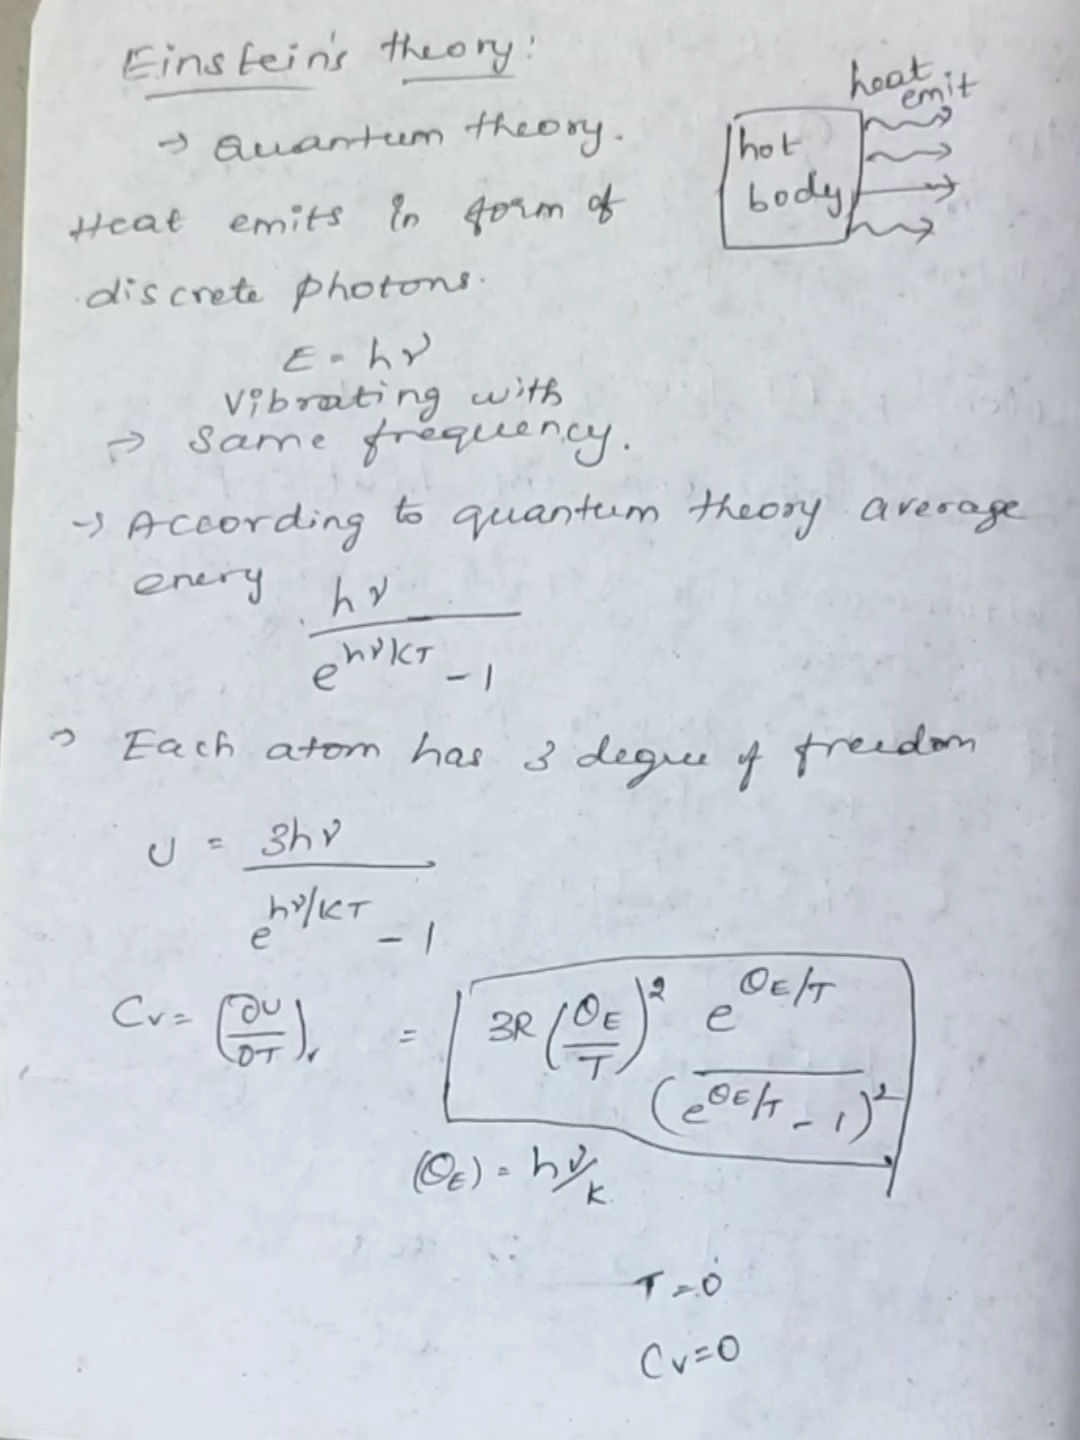 Einstein's theory:
→ Quantum theory.
heat emit
hot body
Heat emits in form of
discrete photons.
E = hν
Vibrating with
→ same frequency.
→ According to quantum theory average
enery
hν
e^hνKT - 1
→ Each atom has 3 degree of freedom
U = 3hν
e^hν/KT - 1
Cv = (∂U/∂T)v = 3R (θE/T)^2 e^θE/T / (e^θE/T - 1)^2
(θE) = hν/K
T = 0
Cv = 0